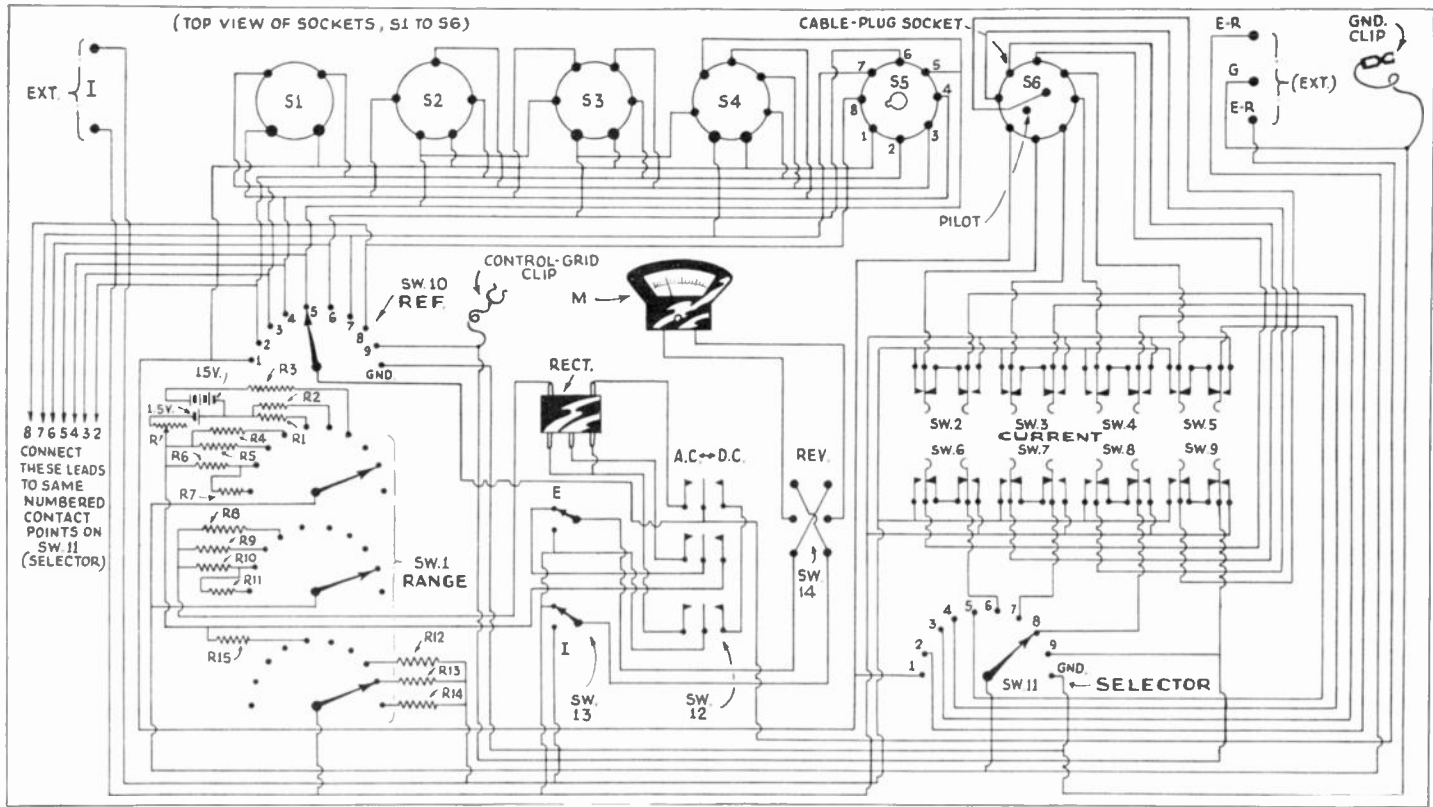 (TOP VIEW OF SOCKETS, S1 TO S6)
CABLE-PLUG SOCKET
E-R
GND.
CLIP
EXT.
I
G
(EXT.)
E-R
S1
S2
S3
S4
S5
S6
7
6
5
8
4
1
2
3
PILOT
CONTROL-GRID
CLIP
M
SW.10
REF.
1
2
3
4
5
6
7
8
9
GND.
RECT.
15V.
R3
R2
1.5V.
R1
R'
R4
R5
R6
R7
R8
R9
R10
R11
R15
R12
R13
R14
SW.1
RANGE
8 7 6 5 4 3 2
CONNECT
THESE LEADS
TO SAME
NUMBERED
CONTACT
POINTS ON
SW.11
(SELECTOR)
E
I
A.C. ↔ D.C.
REV.
SW.
13
SW.
12
SW.
14
SW.2
SW.3
SW.4
SW.5
CURRENT
SW.6
SW.7
SW.8
SW.9
1
2
3
4
5
6
7
8
9
GND.
SW.11
SELECTOR